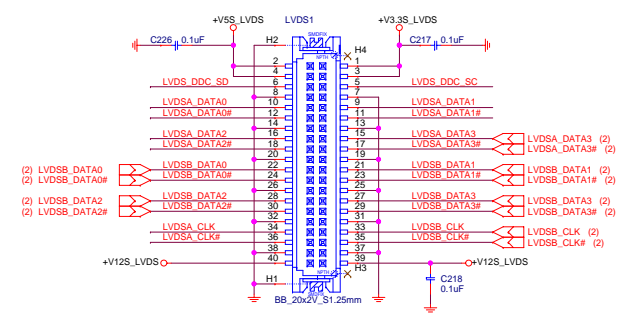 +V5S_LVDS LVDS1 +V3.3S_LVDS
C226 0.1uF H2 SMDFIX C217 0.1uF
NPTH H4
2 1
4 3
LVDS_DDC_SD 6 5 LVDS_DDC_SC
8 7
LVDSA_DATA0 10 9 LVDSA_DATA1
LVDSA_DATA0# 12 11 LVDSA_DATA1#
14 13
LVDSA_DATA2 16 15 LVDSA_DATA3 LVDSA_DATA3 (2)
LVDSA_DATA2# 18 17 LVDSA_DATA3# LVDSA_DATA3# (2)
20 19
(2) LVDSB_DATA0 LVDSB_DATA0 22 21 LVDSB_DATA1 LVDSB_DATA1 (2)
(2) LVDSB_DATA0# LVDSB_DATA0# 24 23 LVDSB_DATA1# LVDSB_DATA1# (2)
26 25
(2) LVDSB_DATA2 LVDSB_DATA2 28 27 LVDSB_DATA3 LVDSB_DATA3 (2)
(2) LVDSB_DATA2# LVDSB_DATA2# 30 29 LVDSB_DATA3# LVDSB_DATA3# (2)
32 31
LVDSA_CLK 34 33 LVDSB_CLK LVDSB_CLK (2)
LVDSA_CLK# 36 35 LVDSB_CLK# LVDSB_CLK# (2)
38 37
+V12S_LVDS 40 39 +V12S_LVDS
NPTH H3
H1 C218
0.1uF
BB_20x2V_S1.25mm